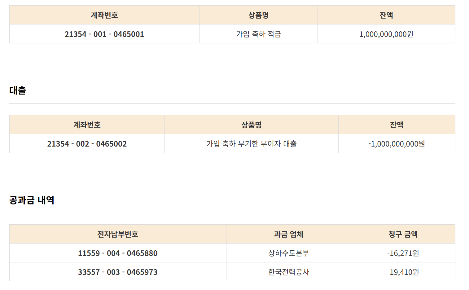 계좌번호 상품명 잔액
21354 - 001 - 0465001 가입 축하 적금 1,000,000,000원
대출
계좌번호 상품명 잔액
21354 - 002 - 0465002 가입 축하 무기한 무이자 대출 -1,000,000,000원
공과금 내역
전자납부번호 과금 업체 청구 금액
11559 - 004 - 0465880 상하수도본부 -16,271원
33557 - 003 - 0465973 한국전력공사 -19,410원